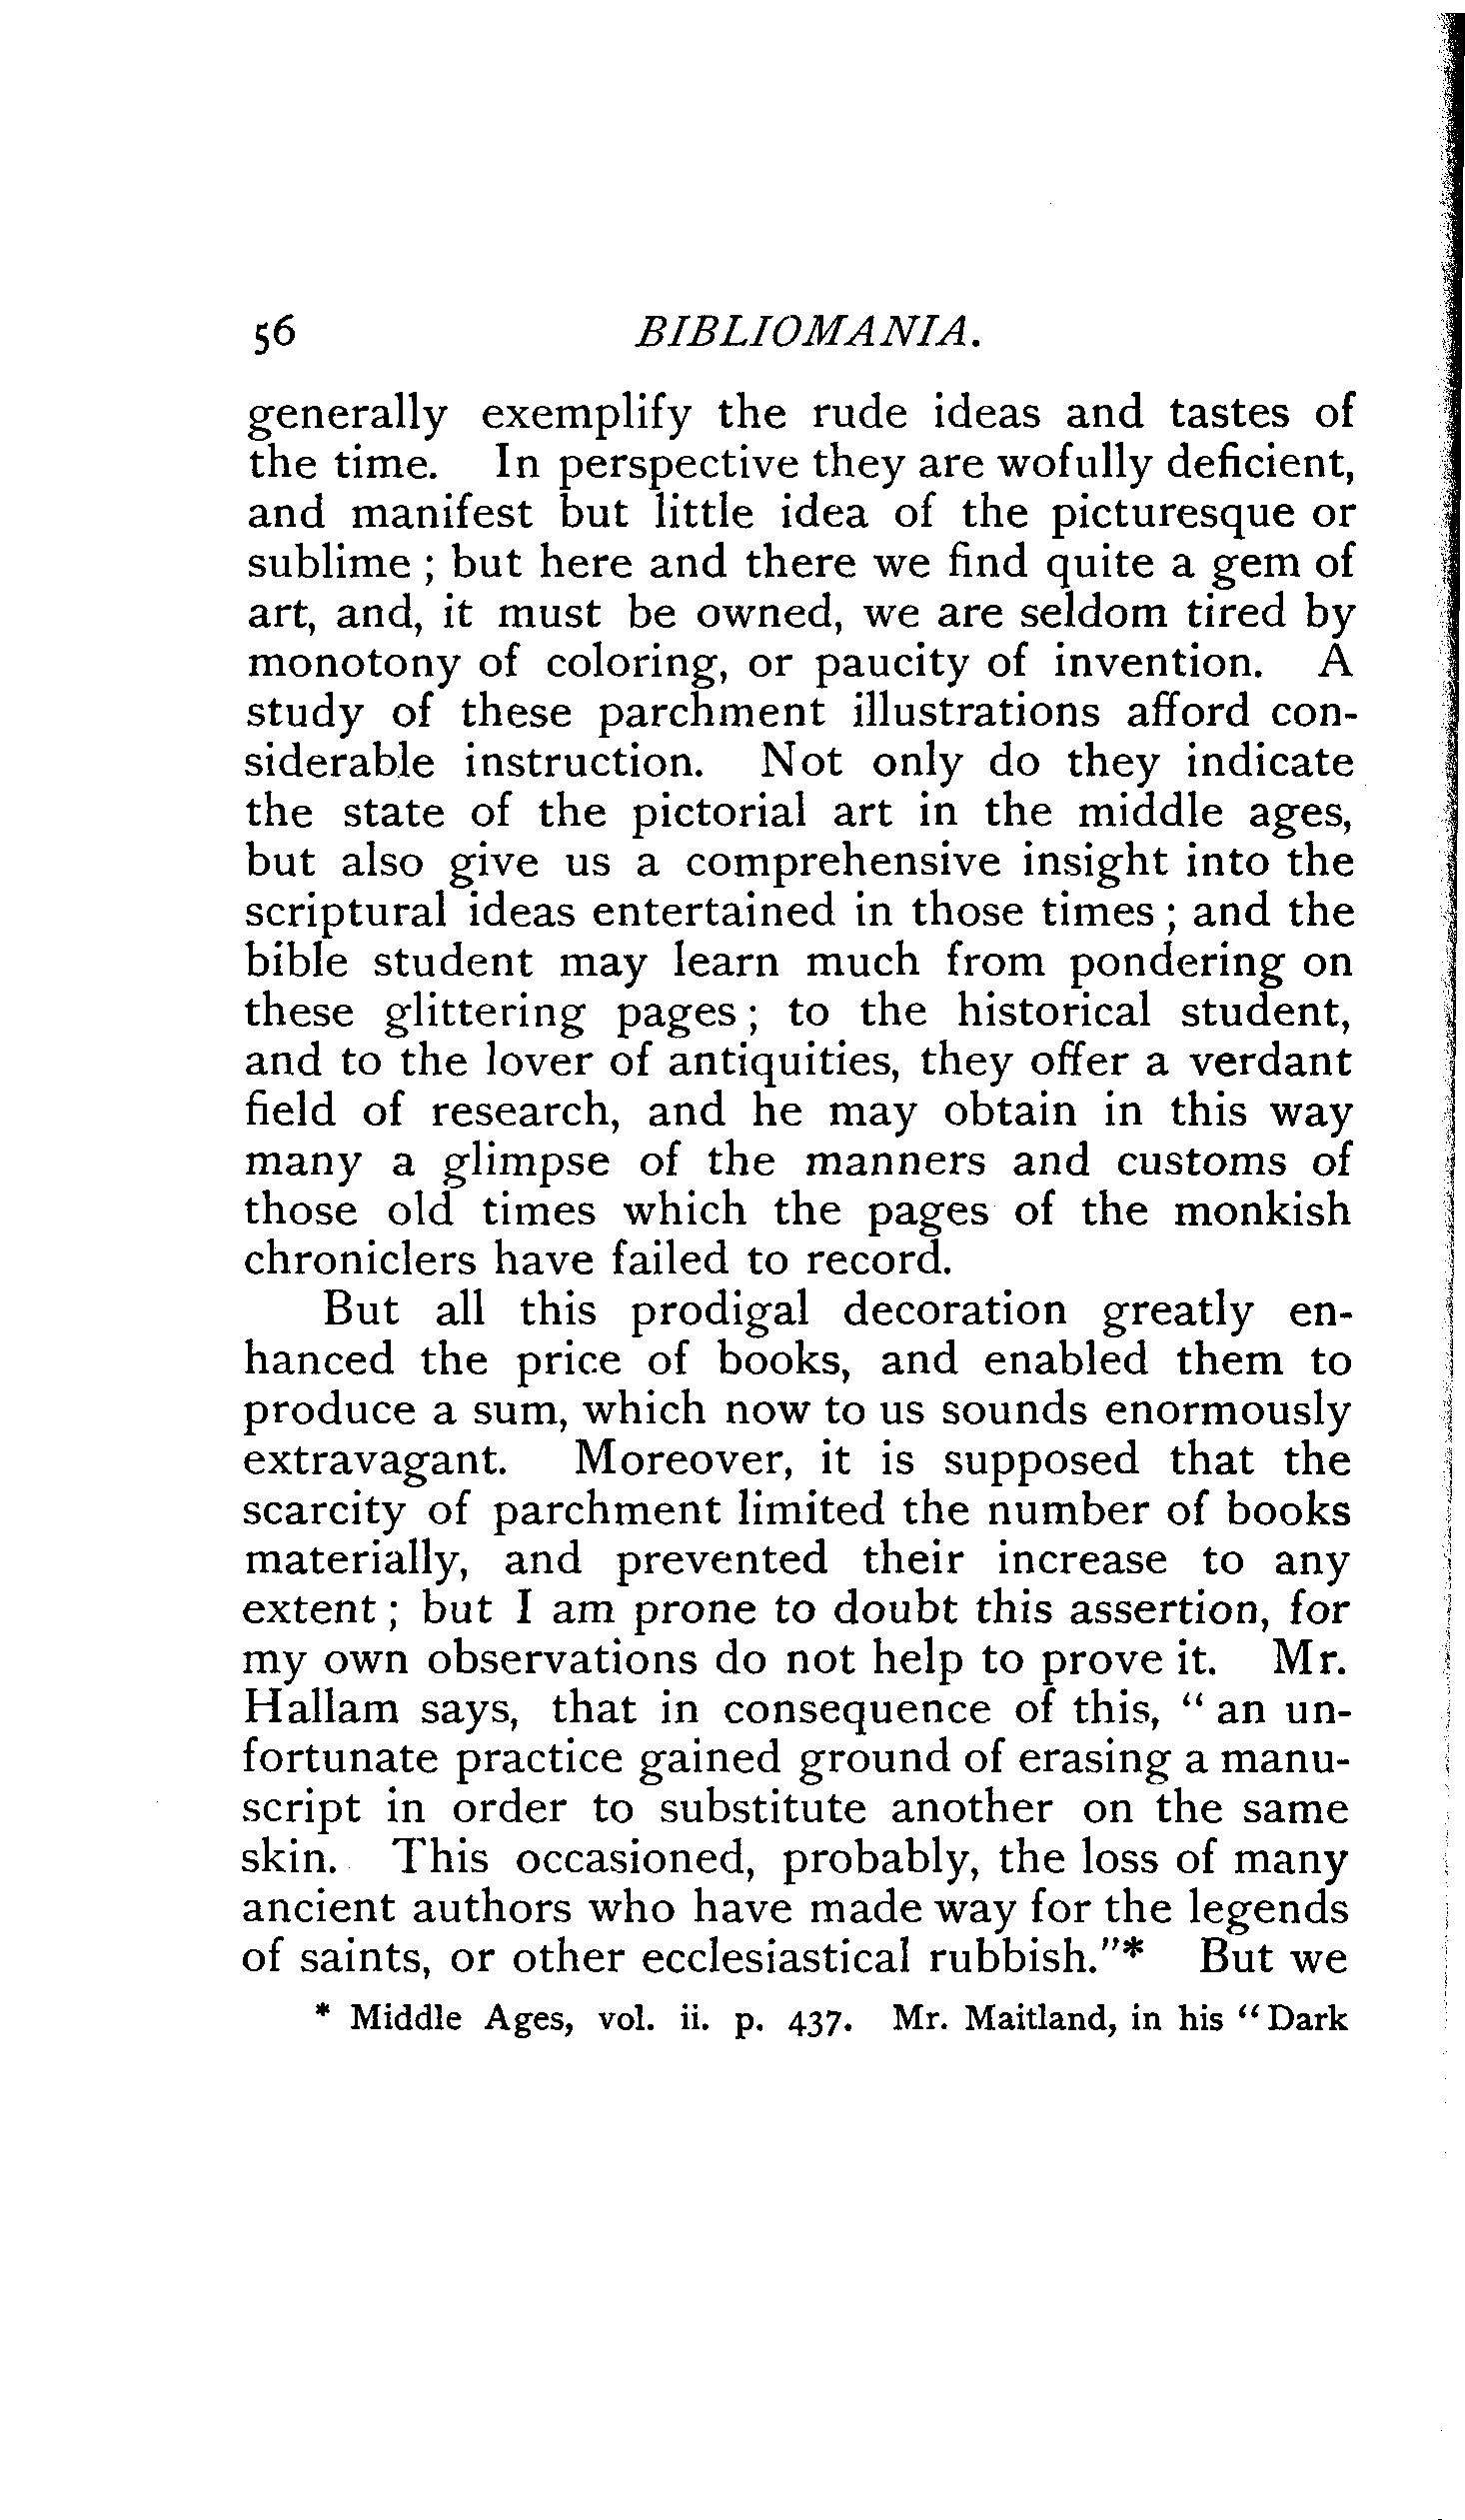 56 BIBLIOMANIA.
generally exemplify the rude ideas and tastes of
the time. In perspective they are wofully deficient,
and manifest but little idea of the picturesque or
sublime ; but here and there we find quite a gem of
art, and, it must be owned, we are seldom tired by
monotony of coloring, or paucity of invention. A
study of these parchment illustrations afford con-
siderable instruction. Not only do they indicate
the state of the pictorial art in the middle ages,
but also give us a comprehensive insight into the
scriptural ideas entertained in those times ; and the
bible student may learn much from pondering on
these glittering pages ; to the historical student,
and to the lover of antiquities, they offer a verdant
field of research, and he may obtain in this way
many a glimpse of the manners and customs of
those old times which the pages of the monkish
chroniclers have failed to record.
But all this prodigal decoration greatly en-
hanced the price of books, and enabled them to
produce a sum, which now to us sounds enormously
extravagant. Moreover, it is supposed that the
scarcity of parchment limited the number of books
materially, and prevented their increase to any
extent ; but I am prone to doubt this assertion, for
my own observations do not help to prove it. Mr.
Hallam says, that in consequence of this, " an un-
fortunate practice gained ground of erasing a manu-
script in order to substitute another on the same
skin. This occasioned, probably, the loss of many
ancient authors who have made way for the legends
of saints, or other ecclesiastical rubbish."* But we
* Middle Ages, vol. ii. p. 437. Mr. Maitland, in his "Dark